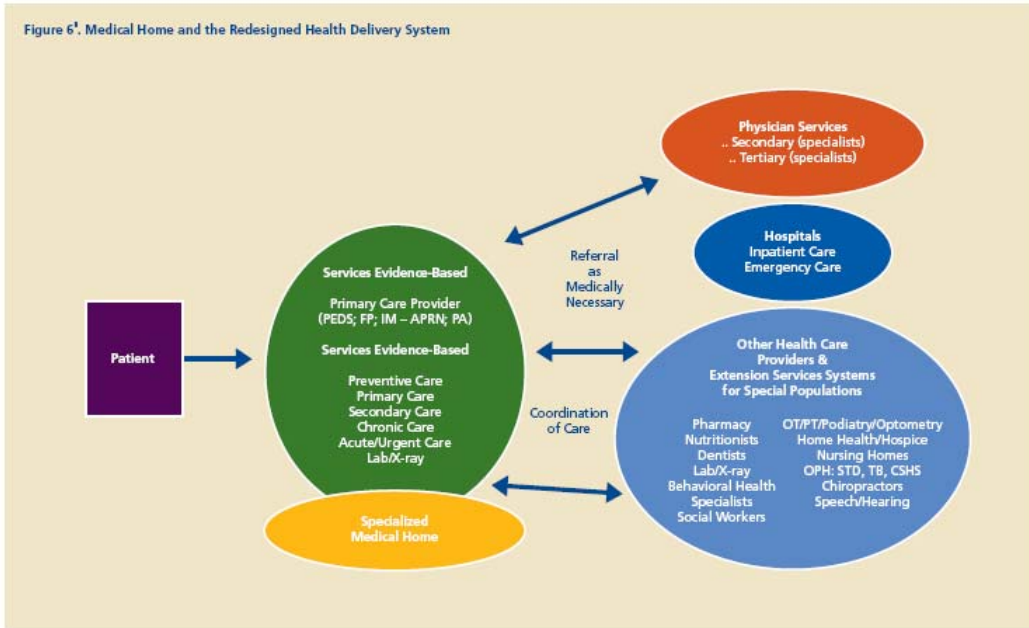 Figure 6¹. Medical Home and the Redesigned Health Delivery System
Physician Services
.. Secondary (specialists)
.. Tertiary (specialists)
Hospitals
Inpatient Care
Emergency Care
Referral
as
Medically
Necessary
Services Evidence-Based
Primary Care Provider
(PEDS; FP; IM – APRN; PA)
Services Evidence-Based
Preventive Care
Primary Care
Secondary Care
Chronic Care
Acute/Urgent Care
Lab/X-ray
Patient
Other Health Care
Providers &
Extension Services Systems
for Special Populations
Coordination
of Care
Pharmacy
Nutritionists
Dentists
Lab/X-ray
Behavioral Health
Specialists
Social Workers
OT/PT/Podiatry/Optometry
Home Health/Hospice
Nursing Homes
OPH: STD, TB, CSHS
Chiropractors
Speech/Hearing
Specialized
Medical Home